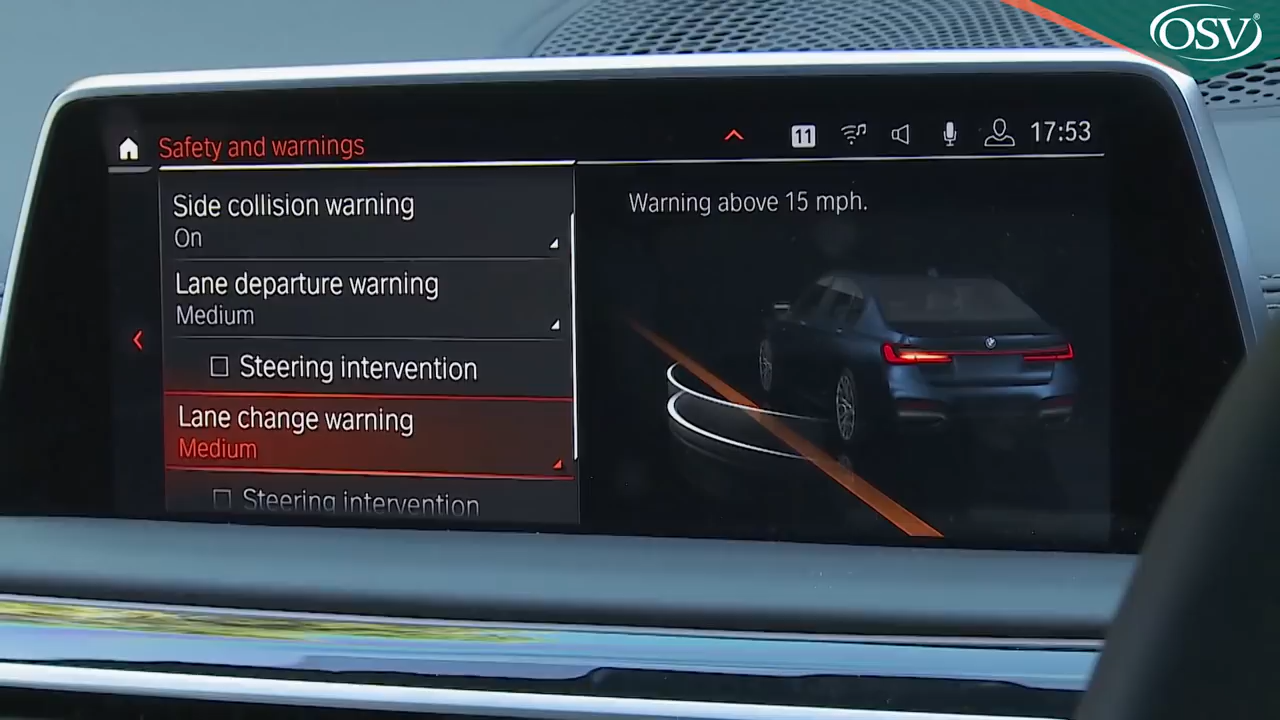 OSV®
Safety and warnings
11
17:53
Side collision warning
On
Lane departure warning
Medium
Steering intervention
Lane change warning
Medium
Steering intervention
Warning above 15 mph.